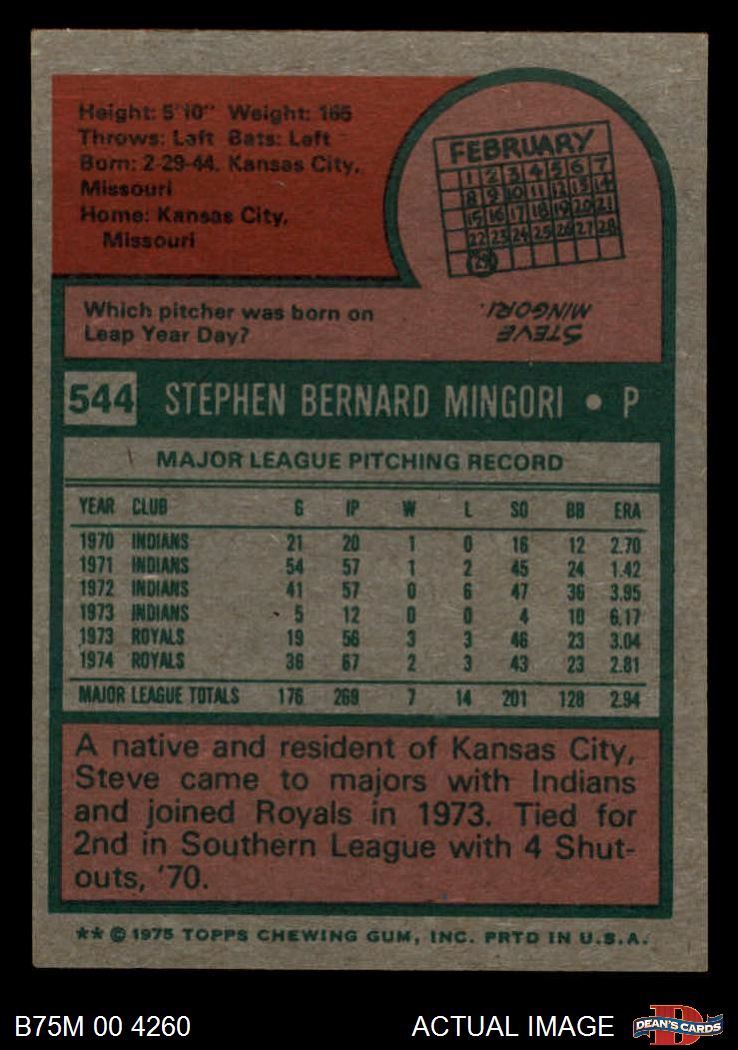 Height: 5'10" Weight: 165
Throws: Left Bats: Left
Born: 2-29-44, Kansas City,
Missouri
Home: Kansas City,
Missouri
FEBRUARY
1 2 3 4 5 6 7
8 9 10 11 12 13 14
15 16 17 18 19 20 21
22 23 24 25 26 27 28
29
Which pitcher was born on
Leap Year Day?
STEVE
MINGORI.
544 STEPHEN BERNARD MINGORI • P
MAJOR LEAGUE PITCHING RECORD
YEAR CLUB G IP W L SO BB ERA
1970 INDIANS 21 20 1 0 16 12 2.70
1971 INDIANS 54 57 1 2 45 24 1.42
1972 INDIANS 41 57 0 6 47 36 3.95
1973 INDIANS 5 12 0 0 4 10 6.17
1973 ROYALS 19 56 3 3 46 23 3.04
1974 ROYALS 36 67 2 3 43 23 2.81
MAJOR LEAGUE TOTALS 176 269 7 14 201 128 2.94
A native and resident of Kansas City,
Steve came to majors with Indians
and joined Royals in 1973. Tied for
2nd in Southern League with 4 Shut-
outs, '70.
** © 1975 TOPPS CHEWING GUM, INC. PRTD IN U.S.A.
B75M 00 4260 ACTUAL IMAGE
D
DEAN'S CARDS